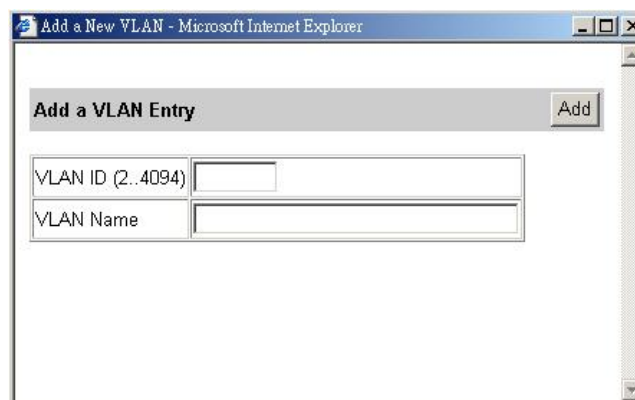 Add a New VLAN - Microsoft Internet Explorer
Add a VLAN Entry
Add
VLAN ID (2..4094)
VLAN Name